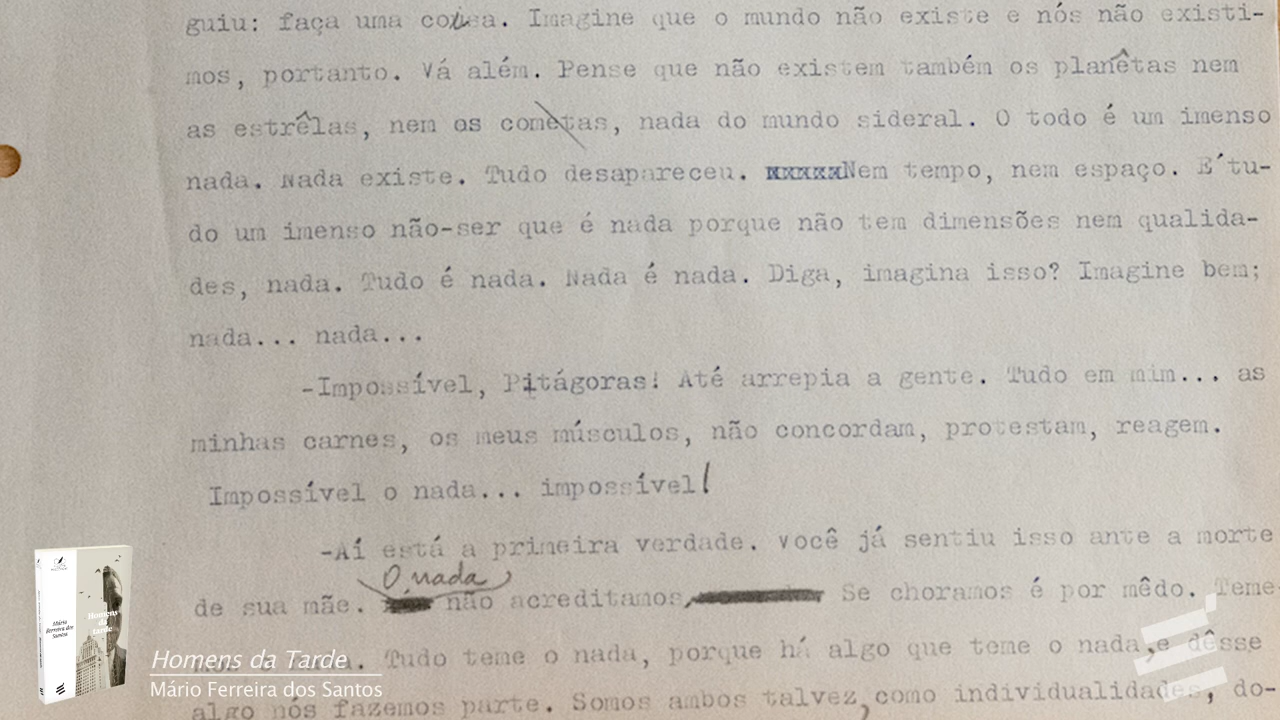 guiu: faça uma coisa. Imagine que o mundo não existe e nós não existi-
mos, portanto. Vá além. Pense que não existem também os planêtas nem
as estrêlas, nem os cometas, nada do mundo sideral. O todo é um imenso
nada. Nada existe. Tudo desapareceu. xxxxxNem tempo, nem espaço. E´tu-
do um imenso não-ser que é nada porque não tem dimensões nem qualida-
des, nada. Tudo é nada. Nada é nada. Diga, imagina isso? Imagine bem;
nada... nada...
-Impossível, Pitágoras! Até arrepia a gente. Tudo em mim... as
minhas carnes, os meus músculos, não concordam, protestam, reagem.
Impossível o nada... impossível!
-Aí está a primeira verdade. Você já sentiu isso ante a morte
O nada
de sua mãe. não acreditamos, Se choramos é por mêdo. Teme
Tudo teme o nada, porque há algo que teme o nada, e dêsse
algo nós fazemos parte. Somos ambos talvez, como individualidades, do-
Mário
Ferreira dos
Santos
Homens
da
tarde
Homens da Tarde
Mário Ferreira dos Santos